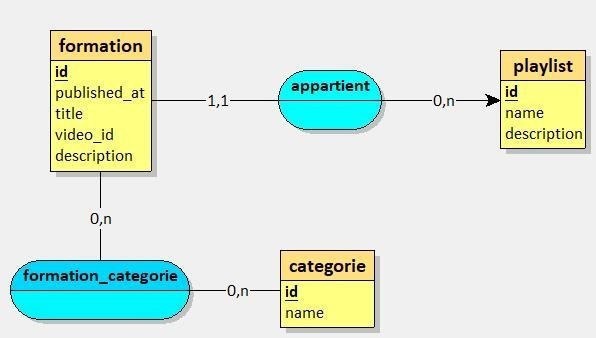 formation
id
published_at
title
video_id
description
1,1
appartient
0,n
playlist
id
name
description
0,n
formation_categorie
0,n
categorie
id
name